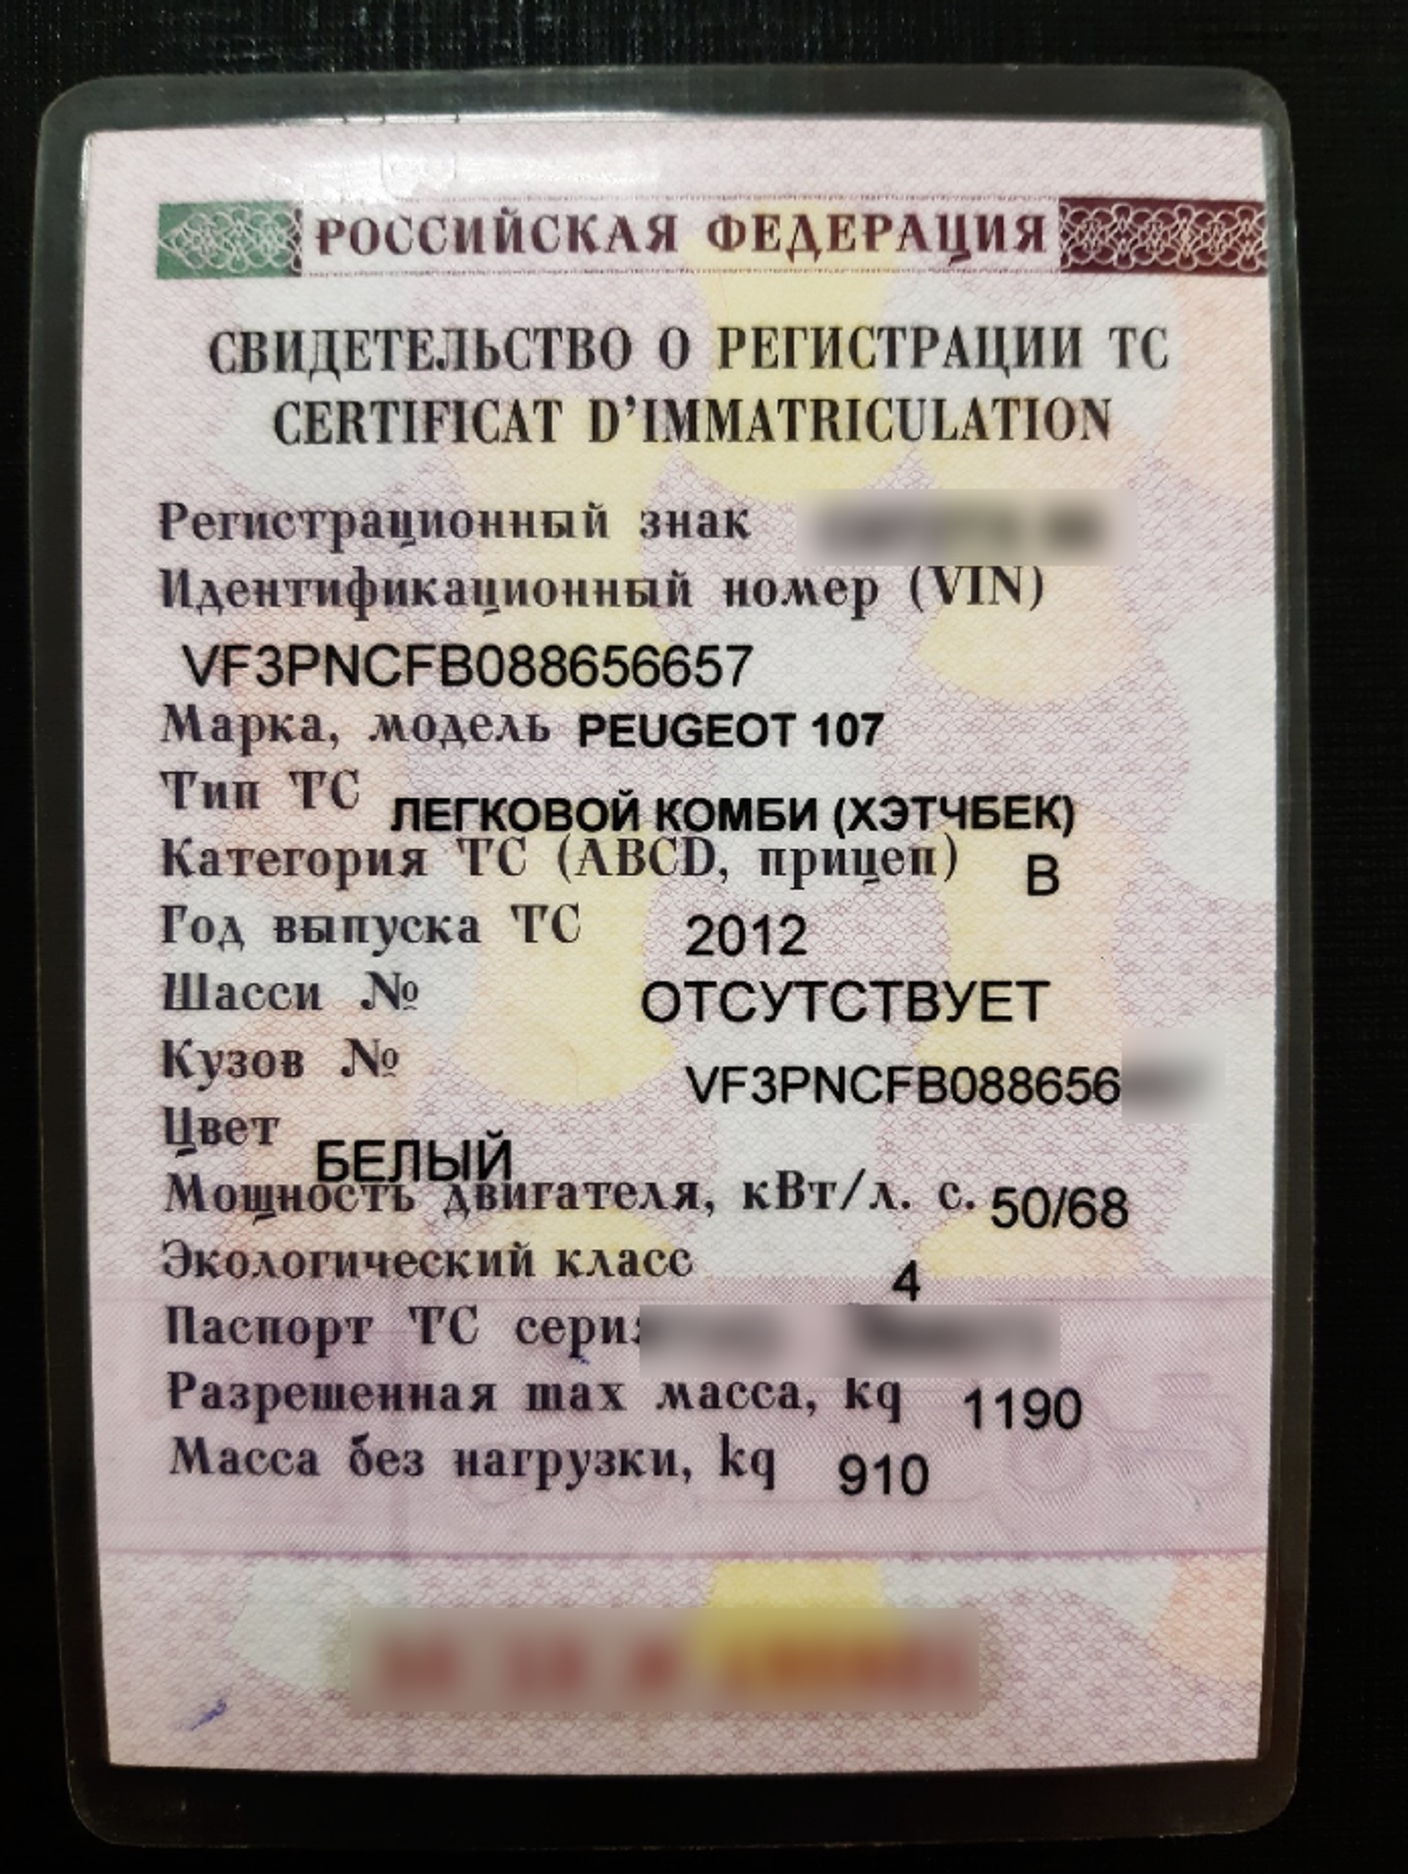 РОССИЙСКАЯ ФЕДЕРАЦИЯ
СВИДЕТЕЛЬСТВО О РЕГИСТРАЦИИ ТС
CERTIFICAT D’IMMATRICULATION
Регистрационный знак
Идентификационный номер (VIN)
VF3PNCFB088656657
Марка, модель PEUGEOT 107
Тип ТС ЛЕГКОВОЙ КОМБИ (ХЭТЧБЕК)
Категория ТС (ABCD, прицеп) B
Год выпуска ТС 2012
Шасси № ОТСУТСТВУЕТ
Кузов № VF3PNCFB088656
Цвет БЕЛЫЙ
Мощность двигателя, кВт/л. с. 50/68
Экологический класс 4
Паспорт ТС серия
Разрешенная max масса, kg 1190
Масса без нагрузки, kg 910